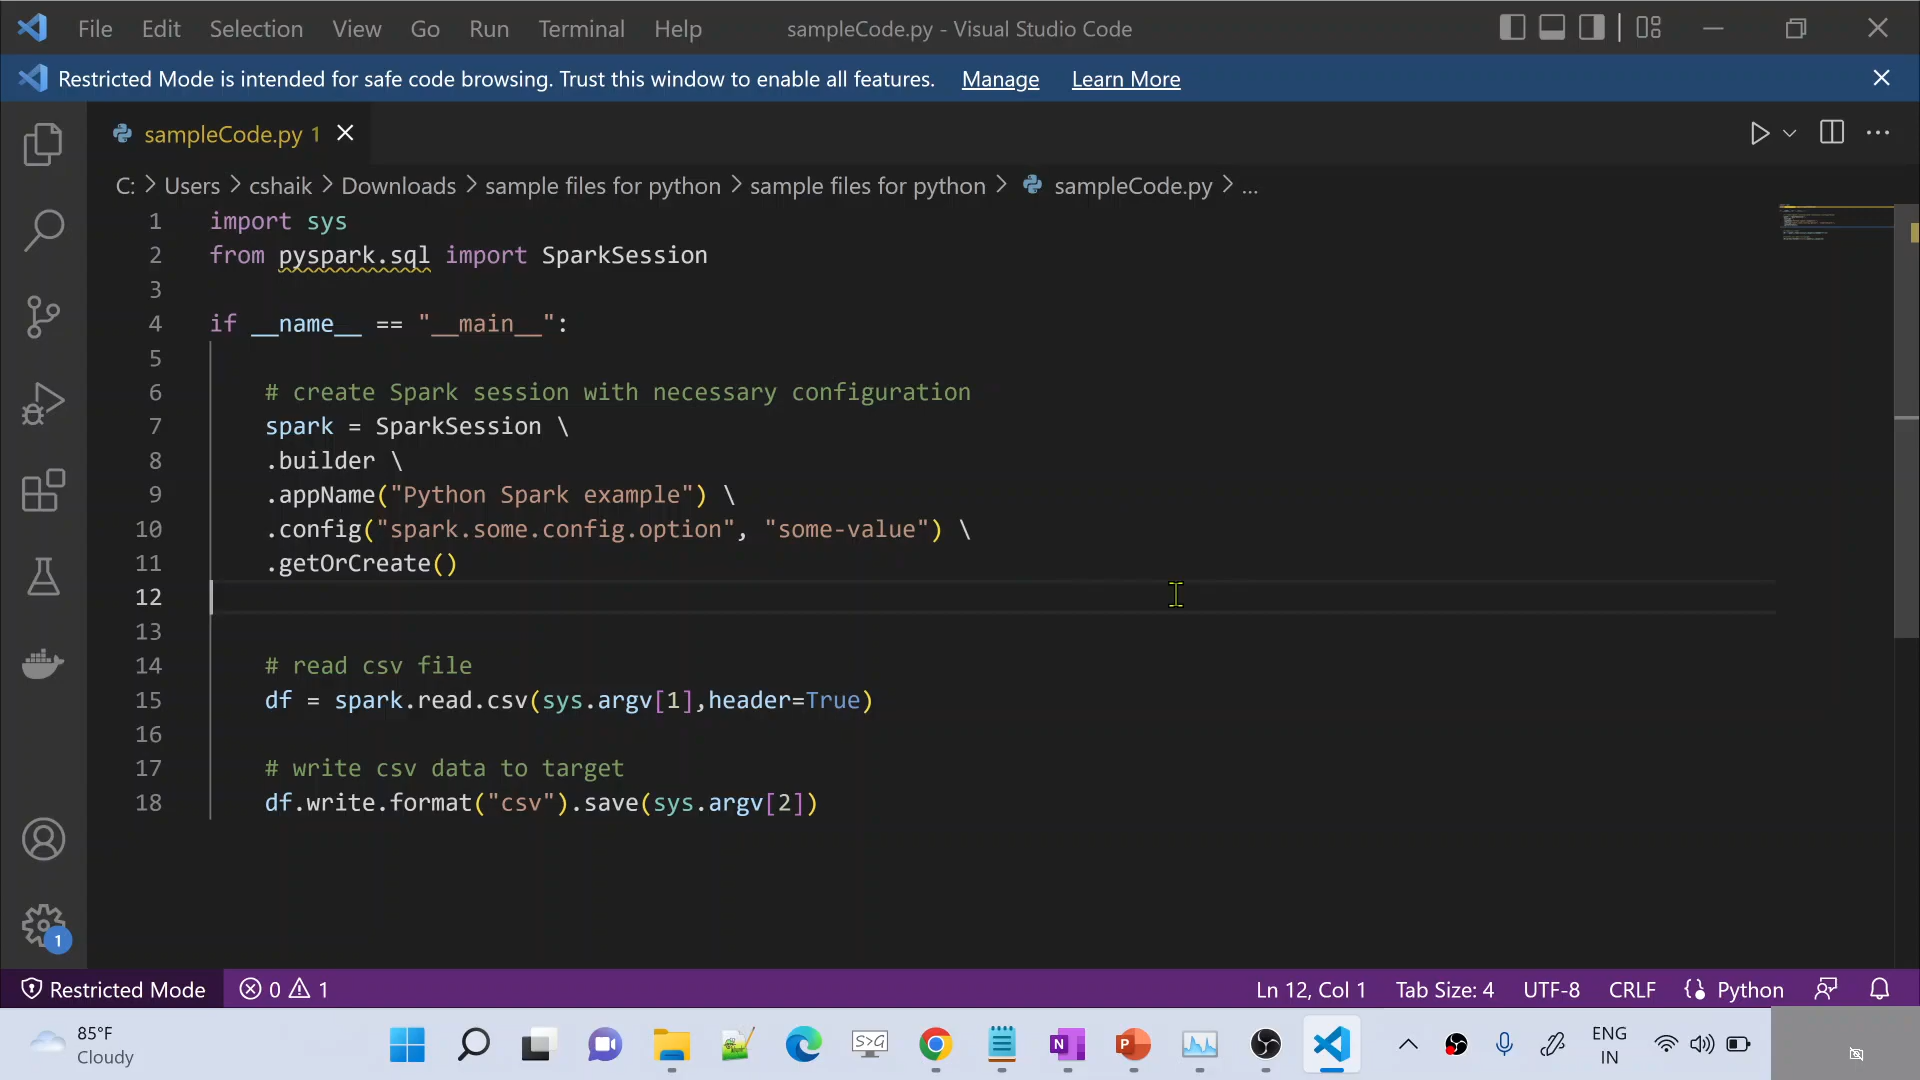 File Edit Selection View Go Run Terminal Help sampleCode.py - Visual Studio Code
Restricted Mode is intended for safe code browsing. Trust this window to enable all features. Manage Learn More
sampleCode.py 1
C: > Users > cshaik > Downloads > sample files for python > sample files for python > sampleCode.py > ...
1 import sys
2 from pyspark.sql import SparkSession
3
4 if __name__ == "__main__":
5
6 # create Spark session with necessary configuration
7 spark = SparkSession \
8 .builder \
9 .appName("Python Spark example") \
10 .config("spark.some.config.option", "some-value") \
11 .getOrCreate()
12
13
14 # read csv file
15 df = spark.read.csv(sys.argv[1],header=True)
16
17 # write csv data to target
18 df.write.format("csv").save(sys.argv[2])
1
Restricted Mode 0 1 Ln 12, Col 1 Tab Size: 4 UTF-8 CRLF Python
85°F
Cloudy
S>G
N
P
ENG
IN